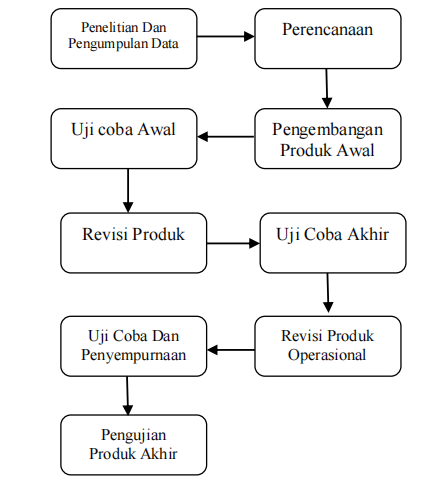 Penelitian Dan
Pengumpulan Data
Perencanaan
Pengembangan
Produk Awal
Uji coba Awal
Revisi Produk
Uji Coba Akhir
Revisi Produk
Operasional
Uji Coba Dan
Penyempurnaan
Pengujian
Produk Akhir